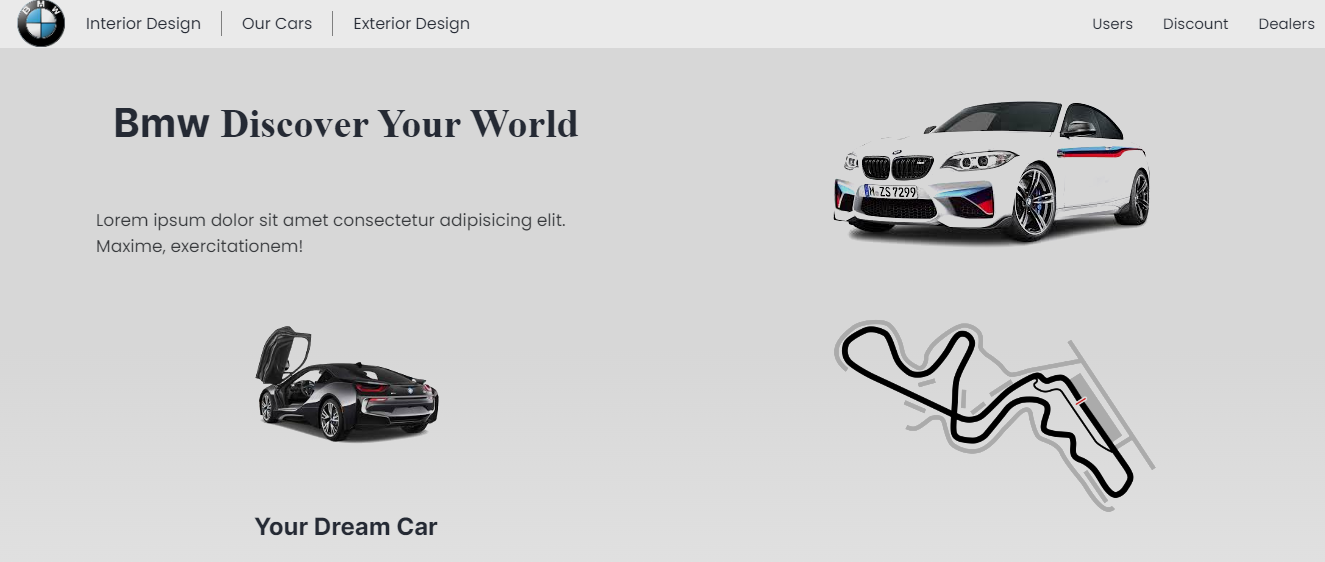 BMW
Interior Design
Our Cars
Exterior Design
Users
Discount
Dealers
Bmw Discover Your World
M·ZS 7299
Lorem ipsum dolor sit amet consectetur adipisicing elit.
Maxime, exercitationem!
Your Dream Car